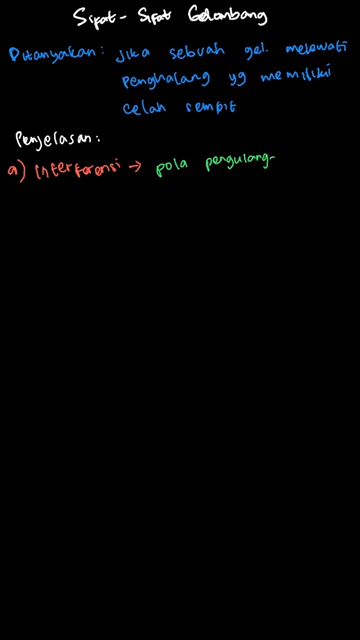 Sifat-Sifat Gelombang
Ditanyakan: jika sebuah gel. melewati
penghalang yg memiliki
celah sempit
Penjelasan:
a) Interferensi → pola pengulang-